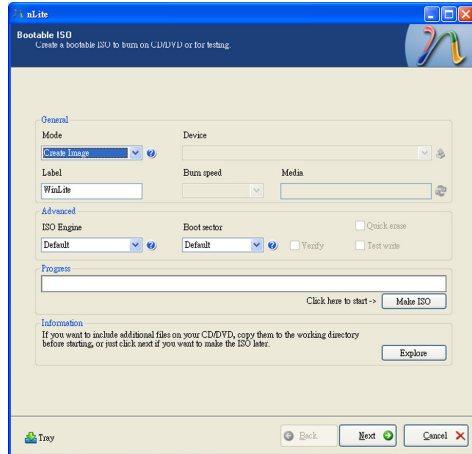 nLite
Bootable ISO
Create a bootable ISO to burn on CD/DVD or for testing.
General
Mode
Device
Create Image
Label
Burn speed
Media
WinLite
Advanced
ISO Engine
Boot sector
Quick erase
Default
Default
Verify
Test write
Progress
Click here to start ->
Make ISO
Information
If you want to include additional files on your CD/DVD, copy them to the working directory
before starting, or just click next if you want to make the ISO later.
Explore
Tray
Back
Next
Cancel